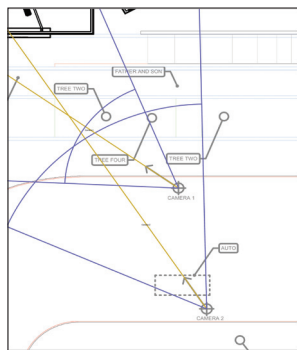 FATHER AND SON
TREE TWO
TREE FOUR
TREE TWO
CAMERA 1
AUTO
CAMERA 2